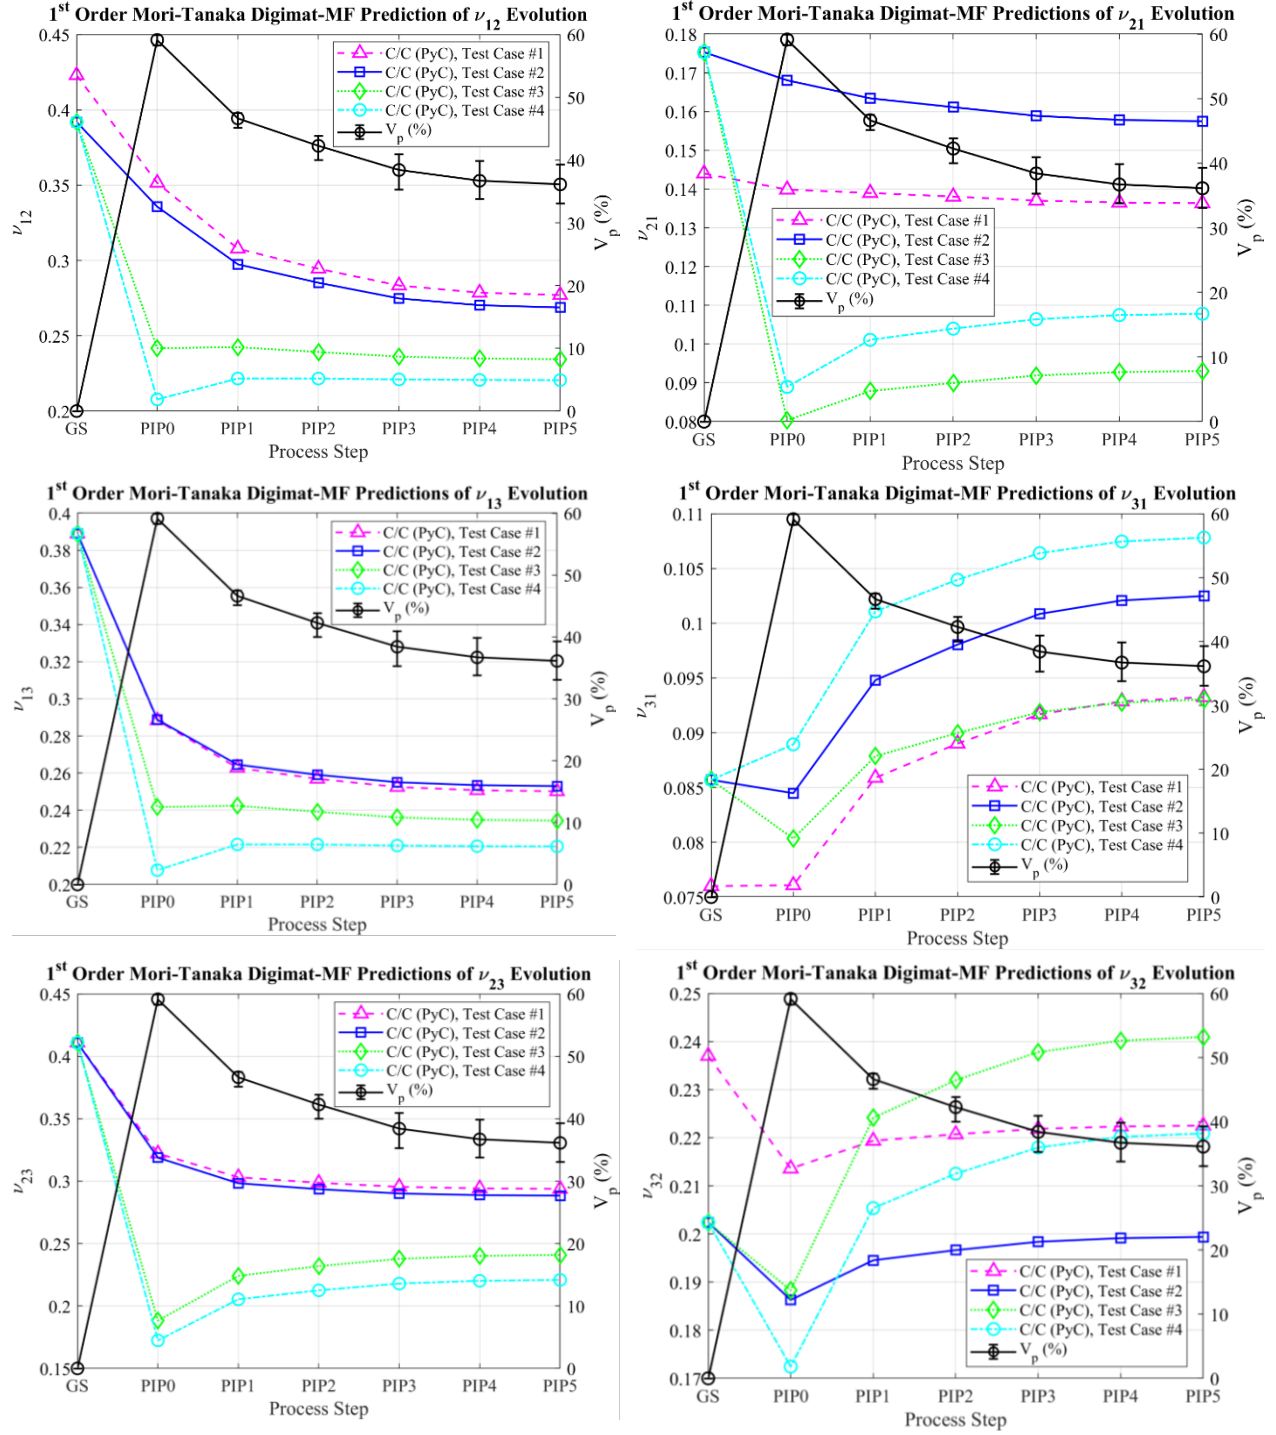 1st Order Mori-Tanaka Digimat-MF Predictions of ν12 Evolution
0.45
0.4
0.35
0.3
0.25
0.2
ν12
60
50
40
30
20
10
0
Vp (%)
C/C (PyC), Test Case #1
C/C (PyC), Test Case #2
C/C (PyC), Test Case #3
C/C (PyC), Test Case #4
Vp (%)
GS PIP0 PIP1 PIP2 PIP3 PIP4 PIP5
Process Step
1st Order Mori-Tanaka Digimat-MF Predictions of ν21 Evolution
0.18
0.17
0.16
0.15
0.14
0.13
0.12
0.11
0.1
0.09
0.08
ν21
60
50
40
30
20
10
0
Vp (%)
C/C (PyC), Test Case #1
C/C (PyC), Test Case #2
C/C (PyC), Test Case #3
C/C (PyC), Test Case #4
Vp (%)
GS PIP0 PIP1 PIP2 PIP3 PIP4 PIP5
Process Step
1st Order Mori-Tanaka Digimat-MF Predictions of ν13 Evolution
0.4
0.38
0.36
0.34
0.32
0.3
0.28
0.26
0.24
0.22
0.2
ν13
60
50
40
30
20
10
0
Vp (%)
C/C (PyC), Test Case #1
C/C (PyC), Test Case #2
C/C (PyC), Test Case #3
C/C (PyC), Test Case #4
Vp (%)
GS PIP0 PIP1 PIP2 PIP3 PIP4 PIP5
Process Step
1st Order Mori-Tanaka Digimat-MF Predictions of ν31 Evolution
0.11
0.105
0.1
0.095
0.09
0.085
0.08
0.075
ν31
60
50
40
30
20
10
0
Vp (%)
C/C (PyC), Test Case #1
C/C (PyC), Test Case #2
C/C (PyC), Test Case #3
C/C (PyC), Test Case #4
Vp (%)
GS PIP0 PIP1 PIP2 PIP3 PIP4 PIP5
Process Step
1st Order Mori-Tanaka Digimat-MF Predictions of ν23 Evolution
0.45
0.4
0.35
0.3
0.25
0.2
0.15
ν23
60
50
40
30
20
10
0
Vp (%)
C/C (PyC), Test Case #1
C/C (PyC), Test Case #2
C/C (PyC), Test Case #3
C/C (PyC), Test Case #4
Vp (%)
GS PIP0 PIP1 PIP2 PIP3 PIP4 PIP5
Process Step
1st Order Mori-Tanaka Digimat-MF Predictions of ν32 Evolution
0.25
0.24
0.23
0.22
0.21
0.2
0.19
0.18
0.17
ν32
60
50
40
30
20
10
0
Vp (%)
C/C (PyC), Test Case #1
C/C (PyC), Test Case #2
C/C (PyC), Test Case #3
C/C (PyC), Test Case #4
Vp (%)
GS PIP0 PIP1 PIP2 PIP3 PIP4 PIP5
Process Step